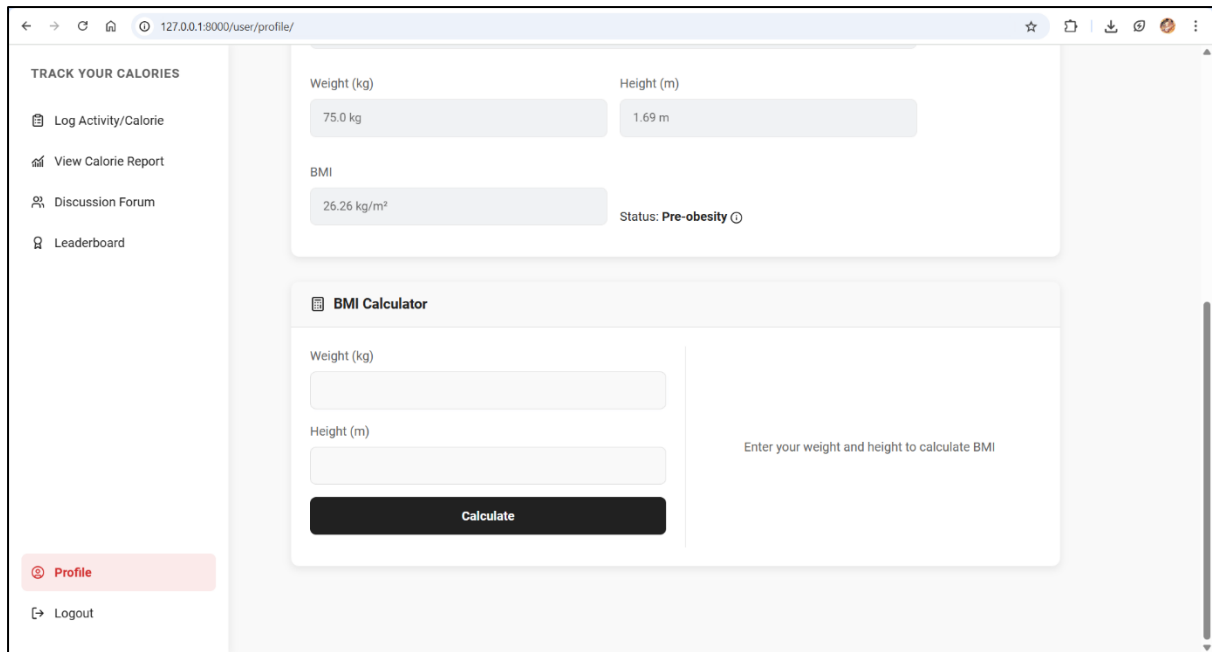 127.0.0.1:8000/user/profile/
TRACK YOUR CALORIES
Log Activity/Calorie
View Calorie Report
Discussion Forum
Leaderboard
Profile
Logout
Weight (kg) Height (m)
75.0 kg 1.69 m
BMI
26.26 kg/m²
Status: Pre-obesity
BMI Calculator
Weight (kg)
Height (m)
Calculate
Enter your weight and height to calculate BMI